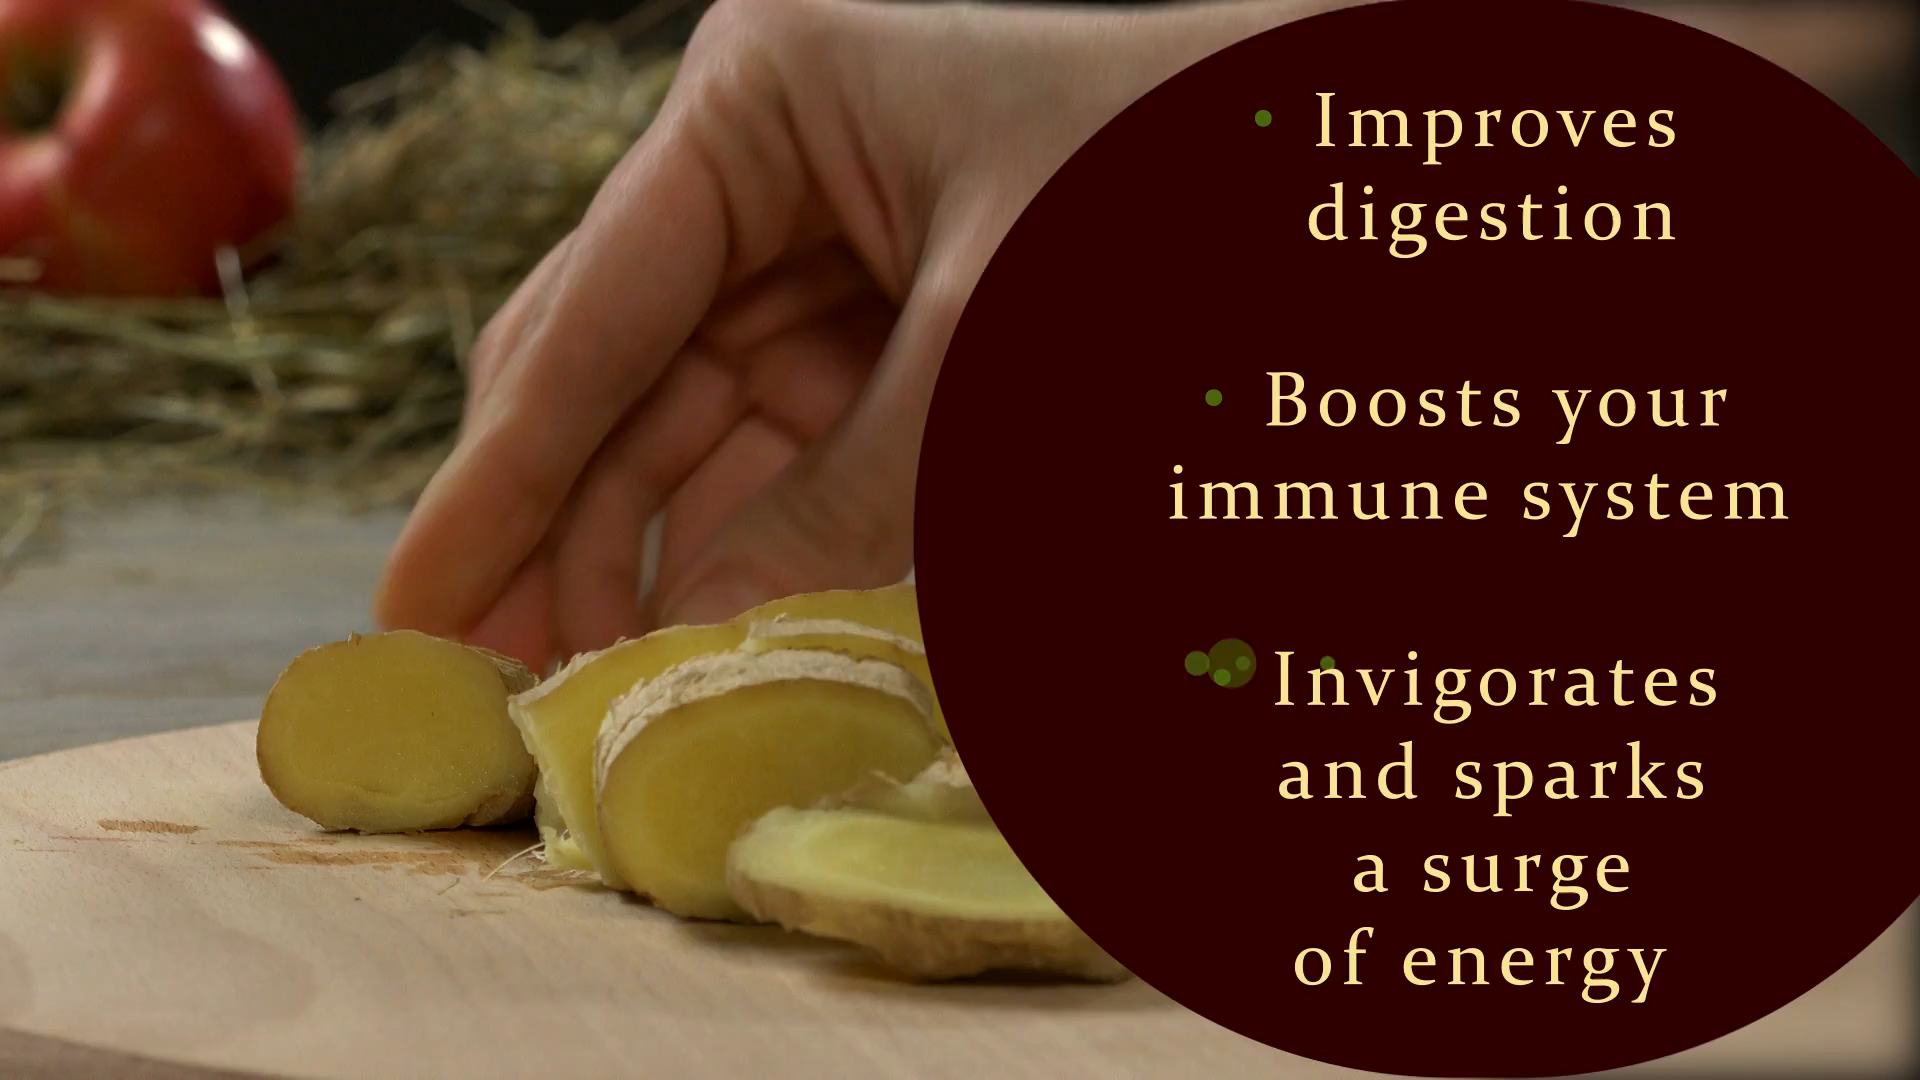 • Improves
digestion
• Boosts your
immune system
• Invigorates
and sparks
a surge
of energy